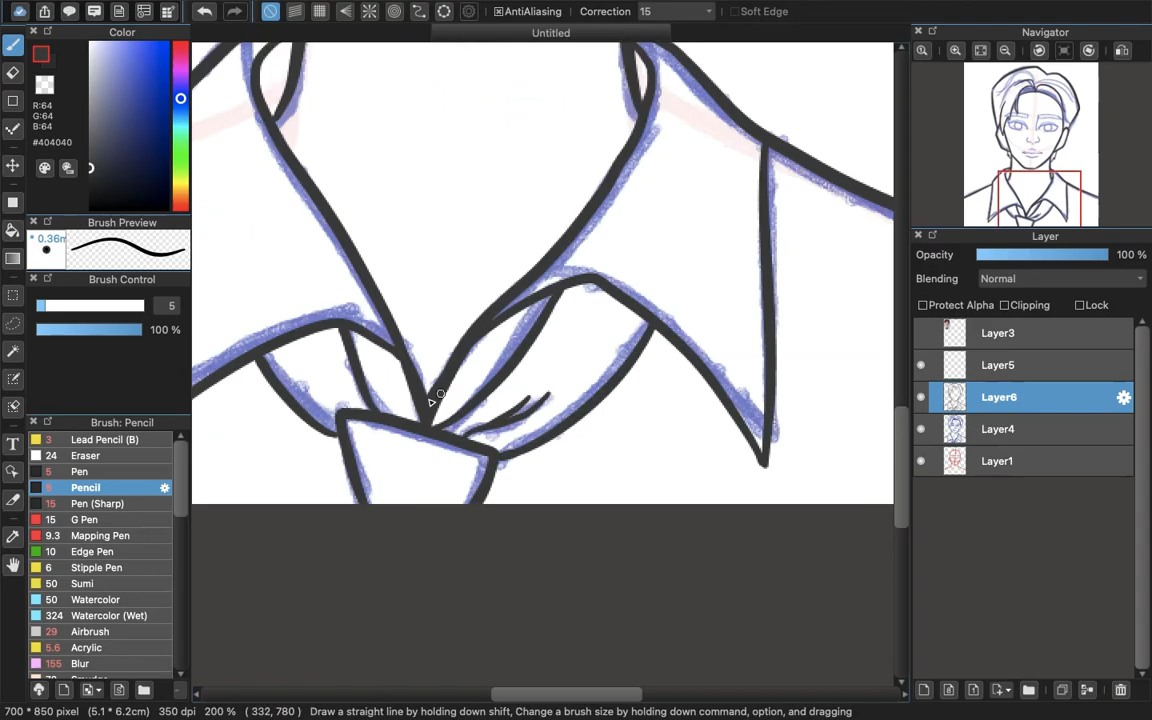 AntiAliasing Correction 15 Soft Edge
Color
Untitled
Navigator
R:64
G:64
B:64
#404040
Brush Preview
* 0.36m
Brush Control
5
100 %
Layer
Opacity 100 %
Blending Normal
Protect Alpha Clipping Lock
Layer3
Layer5
Layer6
Layer4
Layer1
Brush: Pencil
3 Lead Pencil (B)
24 Eraser
5 Pen
5 Pencil
15 Pen (Sharp)
15 G Pen
9.3 Mapping Pen
10 Edge Pen
6 Stipple Pen
50 Sumi
50 Watercolor
324 Watercolor (Wet)
29 Airbrush
5.6 Acrylic
155 Blur
700 * 850 pixel (5.1 * 6.2cm) 350 dpi 200 % ( 332, 780 ) Draw a straight line by holding down shift, Change a brush size by holding down command, option, and dragging